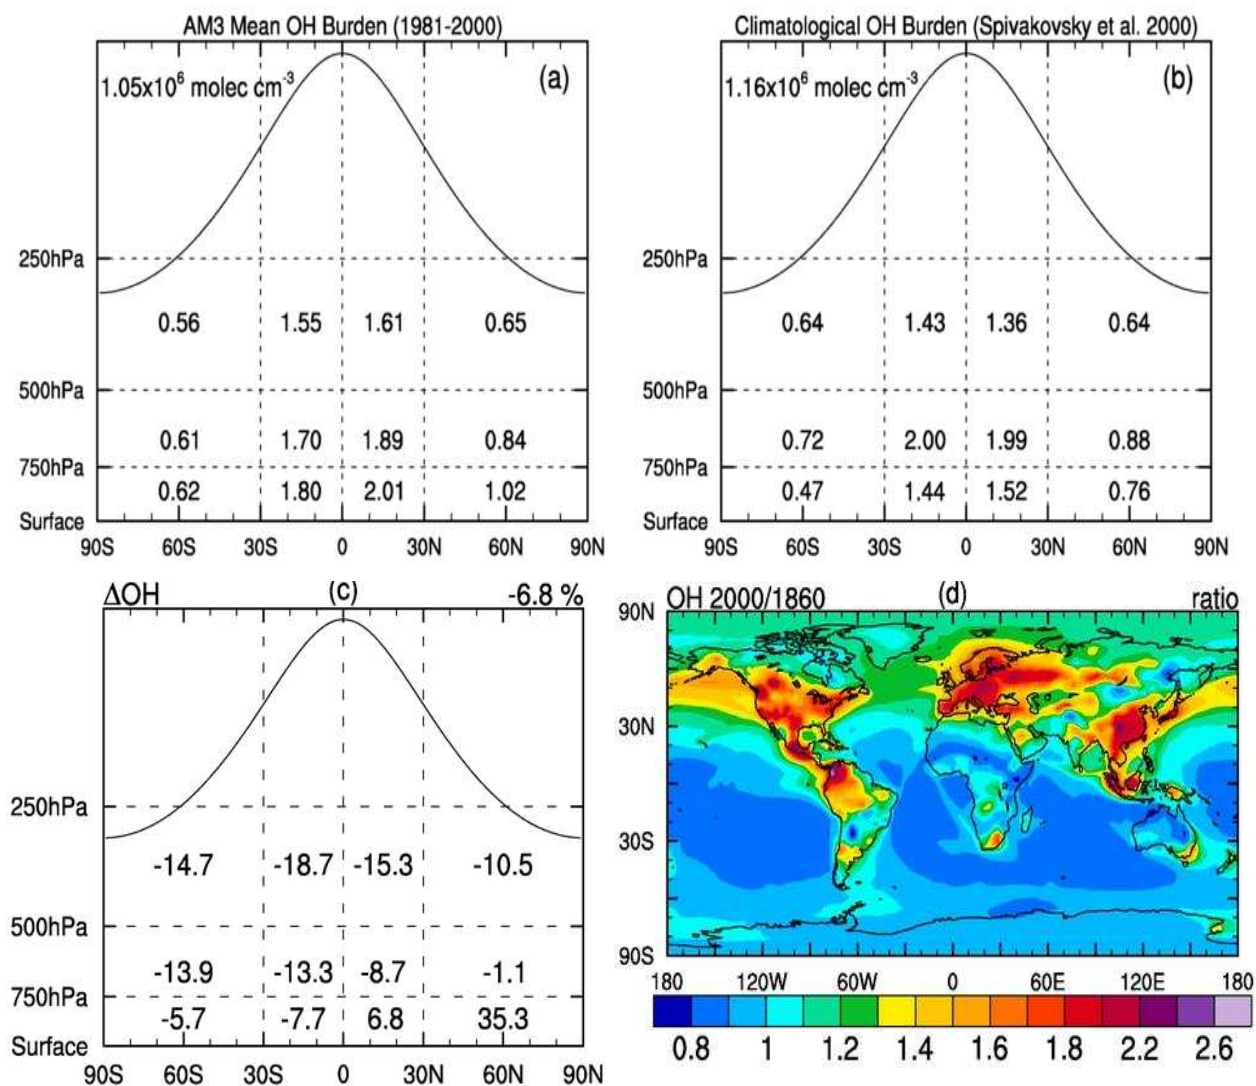 AM3 Mean OH Burden (1981-2000)
1.05x10⁶ molec cm⁻³
(a)
250hPa
0.56 1.55 1.61 0.65
500hPa
0.61 1.70 1.89 0.84
750hPa
0.62 1.80 2.01 1.02
Surface
90S 60S 30S 0 30N 60N 90N
Climatological OH Burden (Spivakovsky et al. 2000)
1.16x10⁶ molec cm⁻³
(b)
250hPa
0.64 1.43 1.36 0.64
500hPa
0.72 2.00 1.99 0.88
750hPa
0.47 1.44 1.52 0.76
Surface
90S 60S 30S 0 30N 60N 90N
ΔOH (c) -6.8 %
250hPa
-14.7 -18.7 -15.3 -10.5
500hPa
-13.9 -13.3 -8.7 -1.1
750hPa
-5.7 -7.7 6.8 35.3
Surface
90S 60S 30S 0 30N 60N 90N
OH 2000/1860 (d) ratio
90N
30N
30S
90S
180 120W 60W 0 60E 120E 180
0.8 1 1.2 1.4 1.6 1.8 2.2 2.6